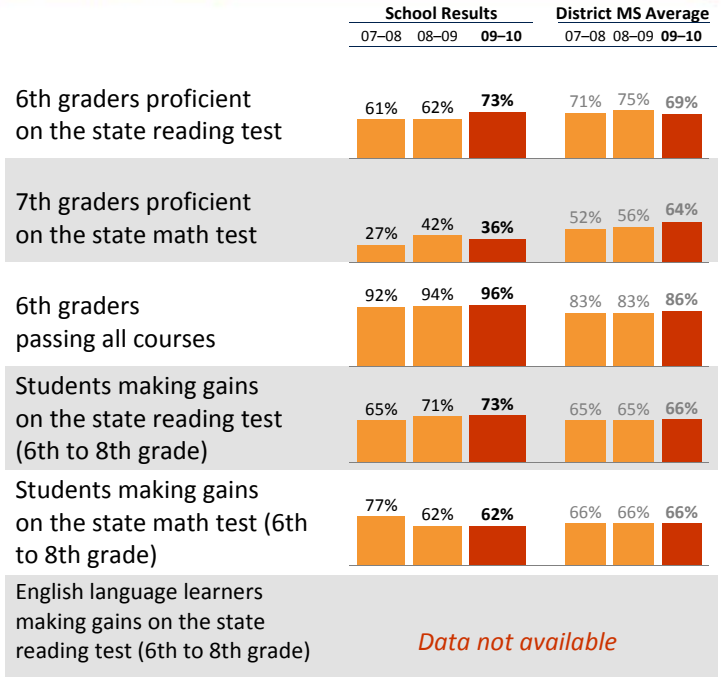 School Results District MS Average
07–08 08–09 09–10 07–08 08–09 09–10
6th graders proficient
on the state reading test
61% 62% 73% 71% 75% 69%
7th graders proficient
on the state math test
27% 42% 36% 52% 56% 64%
6th graders
passing all courses
92% 94% 96% 83% 83% 86%
Students making gains
on the state reading test
(6th to 8th grade)
65% 71% 73% 65% 65% 66%
Students making gains
on the state math test (6th
to 8th grade)
77% 62% 62% 66% 66% 66%
English language learners
making gains on the state
reading test (6th to 8th grade)
Data not available